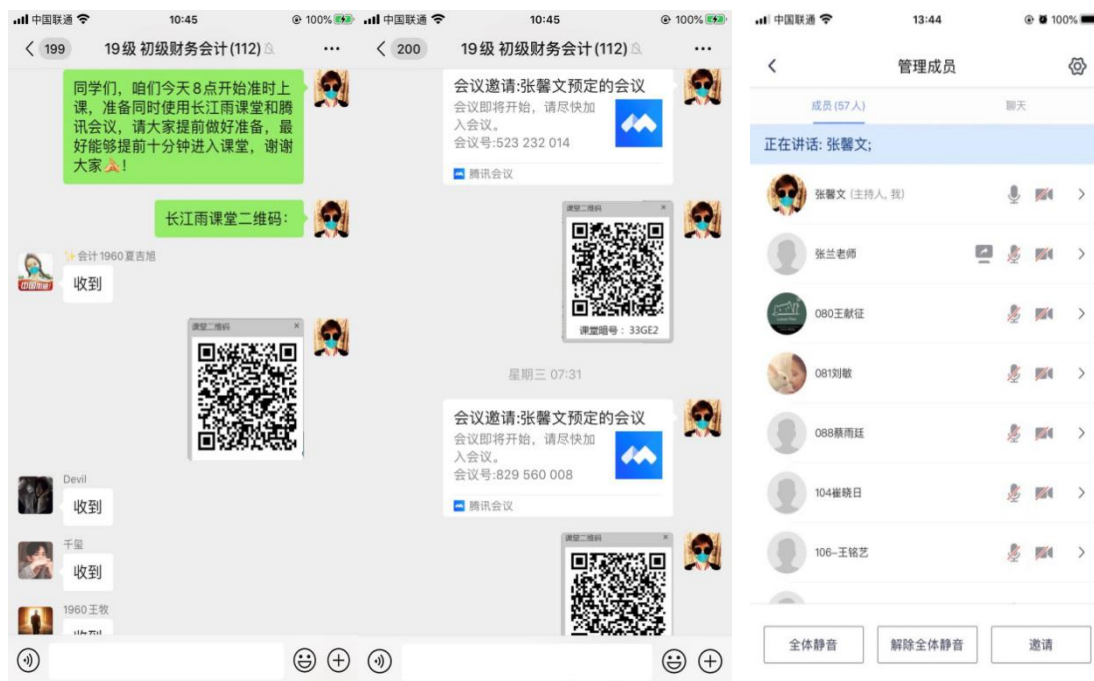 中国联通
10:45
100%
199
19级 初级财务会计(112)
同学们，咱们今天8点开始准时上
课，准备同时使用长江雨课堂和腾
讯会议，请大家提前做好准备，最
好能够提前十分钟进入课堂，谢谢
大家🙏!
长江雨课堂二维码:
✨会计1960夏吉旭
收到
课堂二维码
×
Devil
收到
千玺
收到
1960王牧
收到
中国联通
10:45
100%
200
19级 初级财务会计(112)
会议邀请:张馨文预定的会议
会议即将开始，请尽快加
入会议。
会议号:523 232 014
腾讯会议
课堂二维码
×
课堂暗号： 33GE2
星期三 07:31
会议邀请:张馨文预定的会议
会议即将开始，请尽快加
入会议。
会议号:829 560 008
腾讯会议
课堂二维码
×
中国联通
13:44
100%
管理成员
成员(57人)
聊天
正在讲话: 张馨文;
张馨文 (主持人, 我)
张兰老师
080王献征
081刘敏
088蔡雨廷
104崔晓日
106–王铭艺
全体静音
解除全体静音
邀请